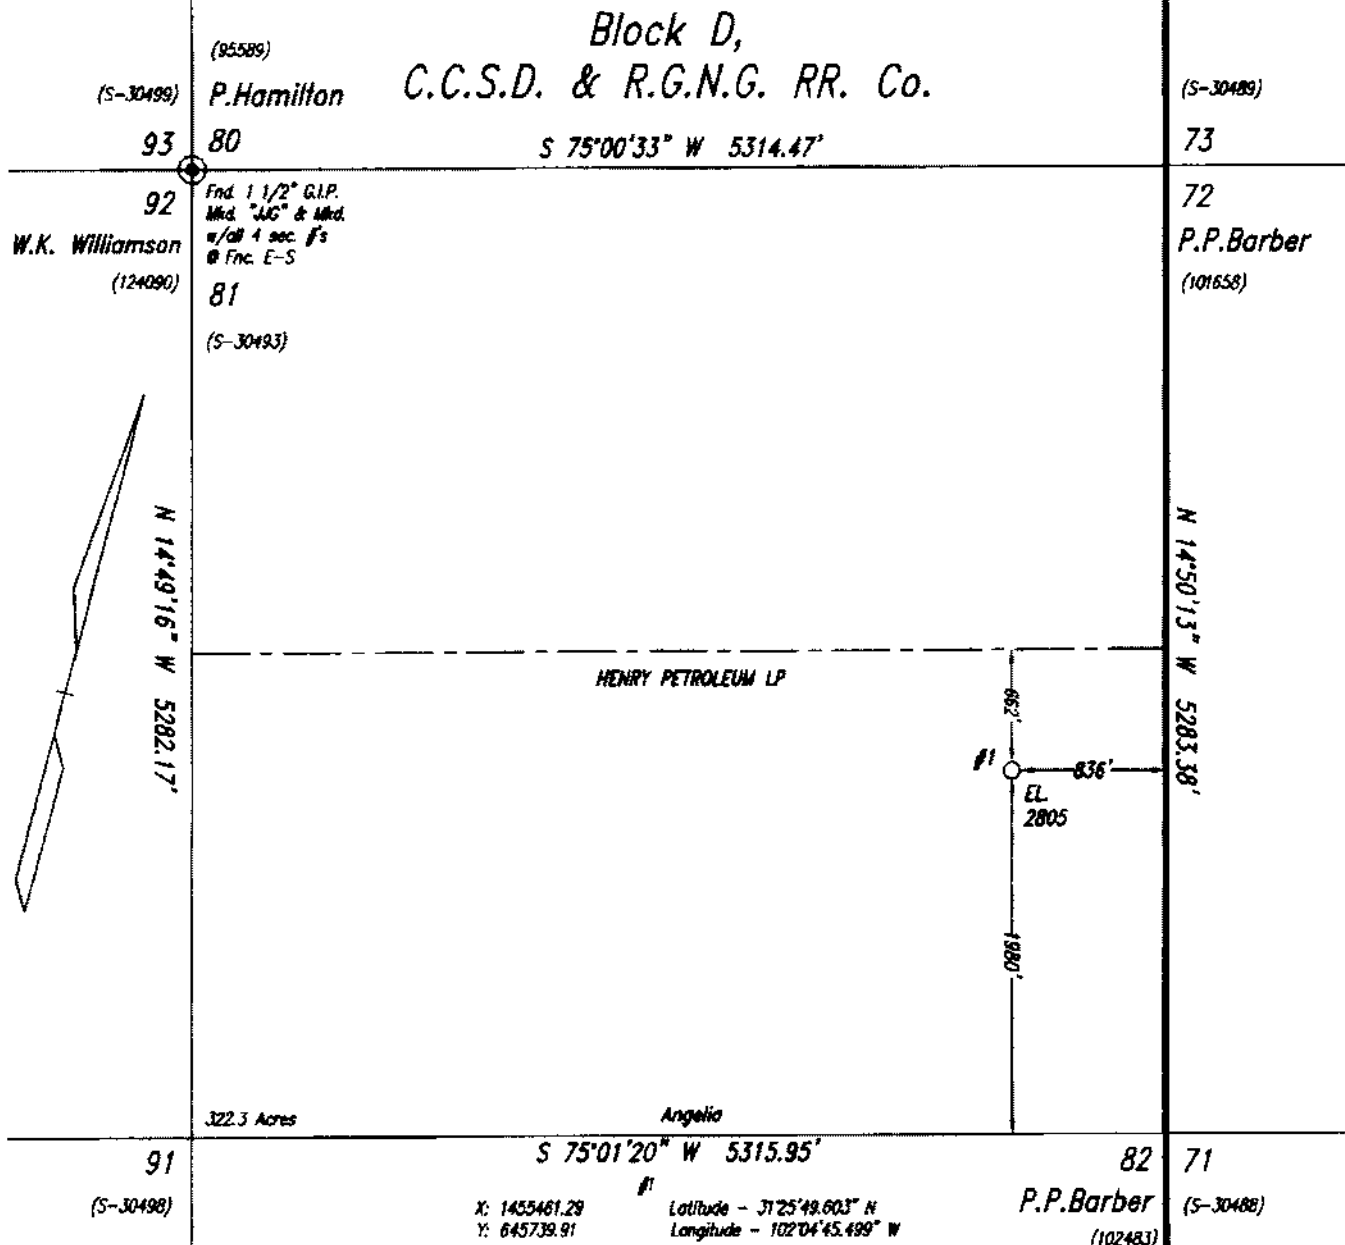 Block D,
C.C.S.D. & R.G.N.G. RR. Co.
(95589)
(S-30499) P.Hamilton
(S-30489)
93 80
S 75°00'33" W 5314.47'
73
92
Fnd. 1 1/2" G.I.P.
Mkd. "JJG" & Mkd.
w/all 4 sec. #'s
@ Fnc. E-S
72
W.K. Williamson
P.P.Barber
(124090)
(101658)
81
(S-30493)
N 14°49'16" W 5282.17'
N 14°50'13" W 5283.38'
HENRY PETROLEUM LP
662'
#1
836'
EL.
2805
1980'
322.3 Acres
Angelia
S 75°01'20" W 5315.95'
91
82 71
(S-30498)
#1
P.P.Barber (S-30488)
X: 1455461.29 Latitude - 31°25'49.603" N
Y: 645739.91 Longitude - 102°04'45.499" W
(102483)